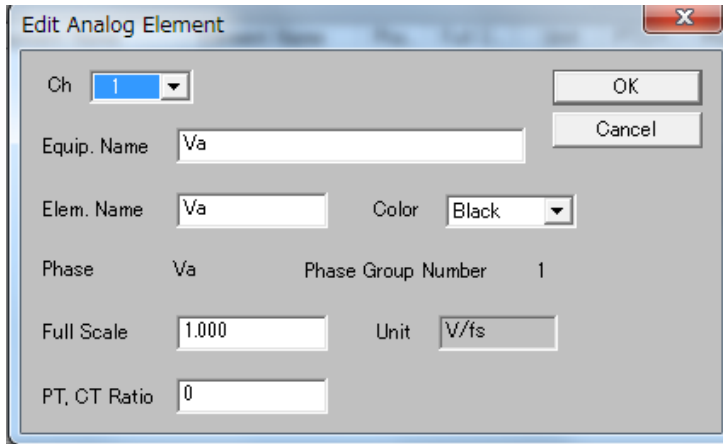 Edit Analog Element
X
Ch 1 OK
Cancel
Equip. Name Va
Elem. Name Va Color Black
Phase Va Phase Group Number 1
Full Scale 1.000 Unit V/fs
PT, CT Ratio 0